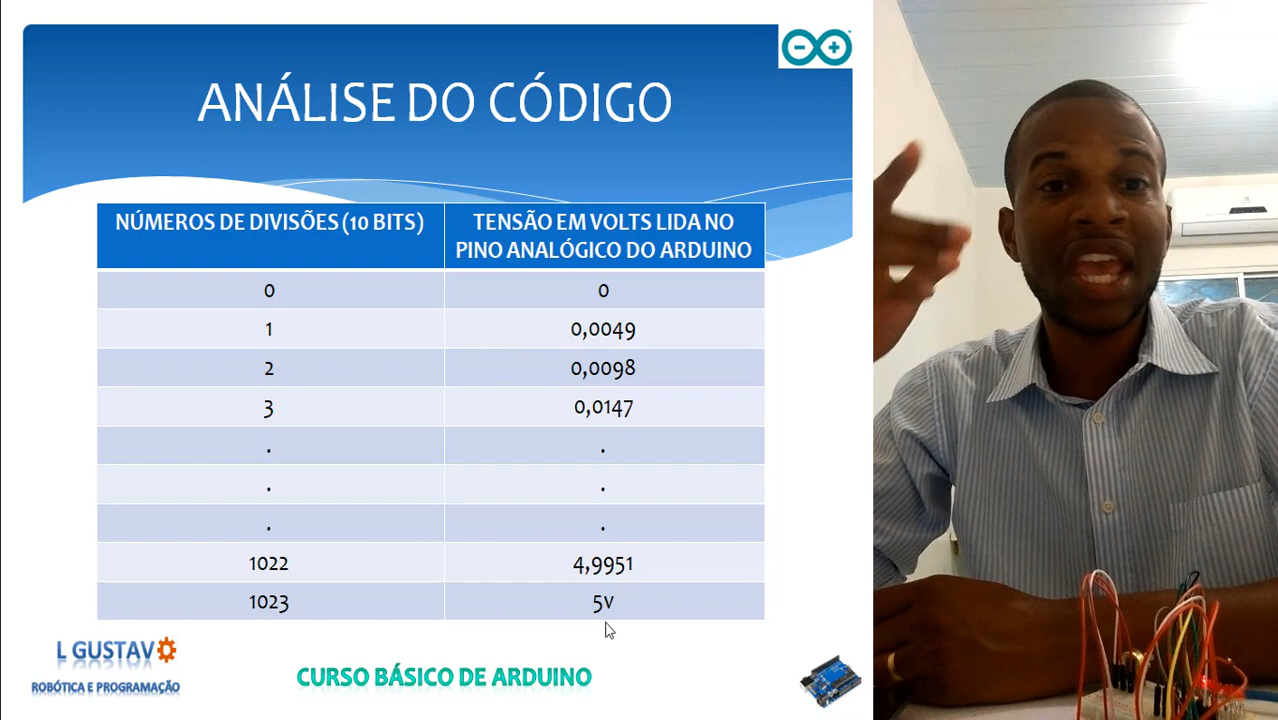 ANÁLISE DO CÓDIGO
NÚMEROS DE DIVISÕES (10 BITS)
TENSÃO EM VOLTS LIDA NO
PINO ANALÓGICO DO ARDUINO
0
0
1
0,0049
2
0,0098
3
0,0147
.
.
.
.
.
.
1022
4,9951
1023
5v
L GUSTAVO
ROBÓTICA E PROGRAMAÇÃO
CURSO BÁSICO DE ARDUINO